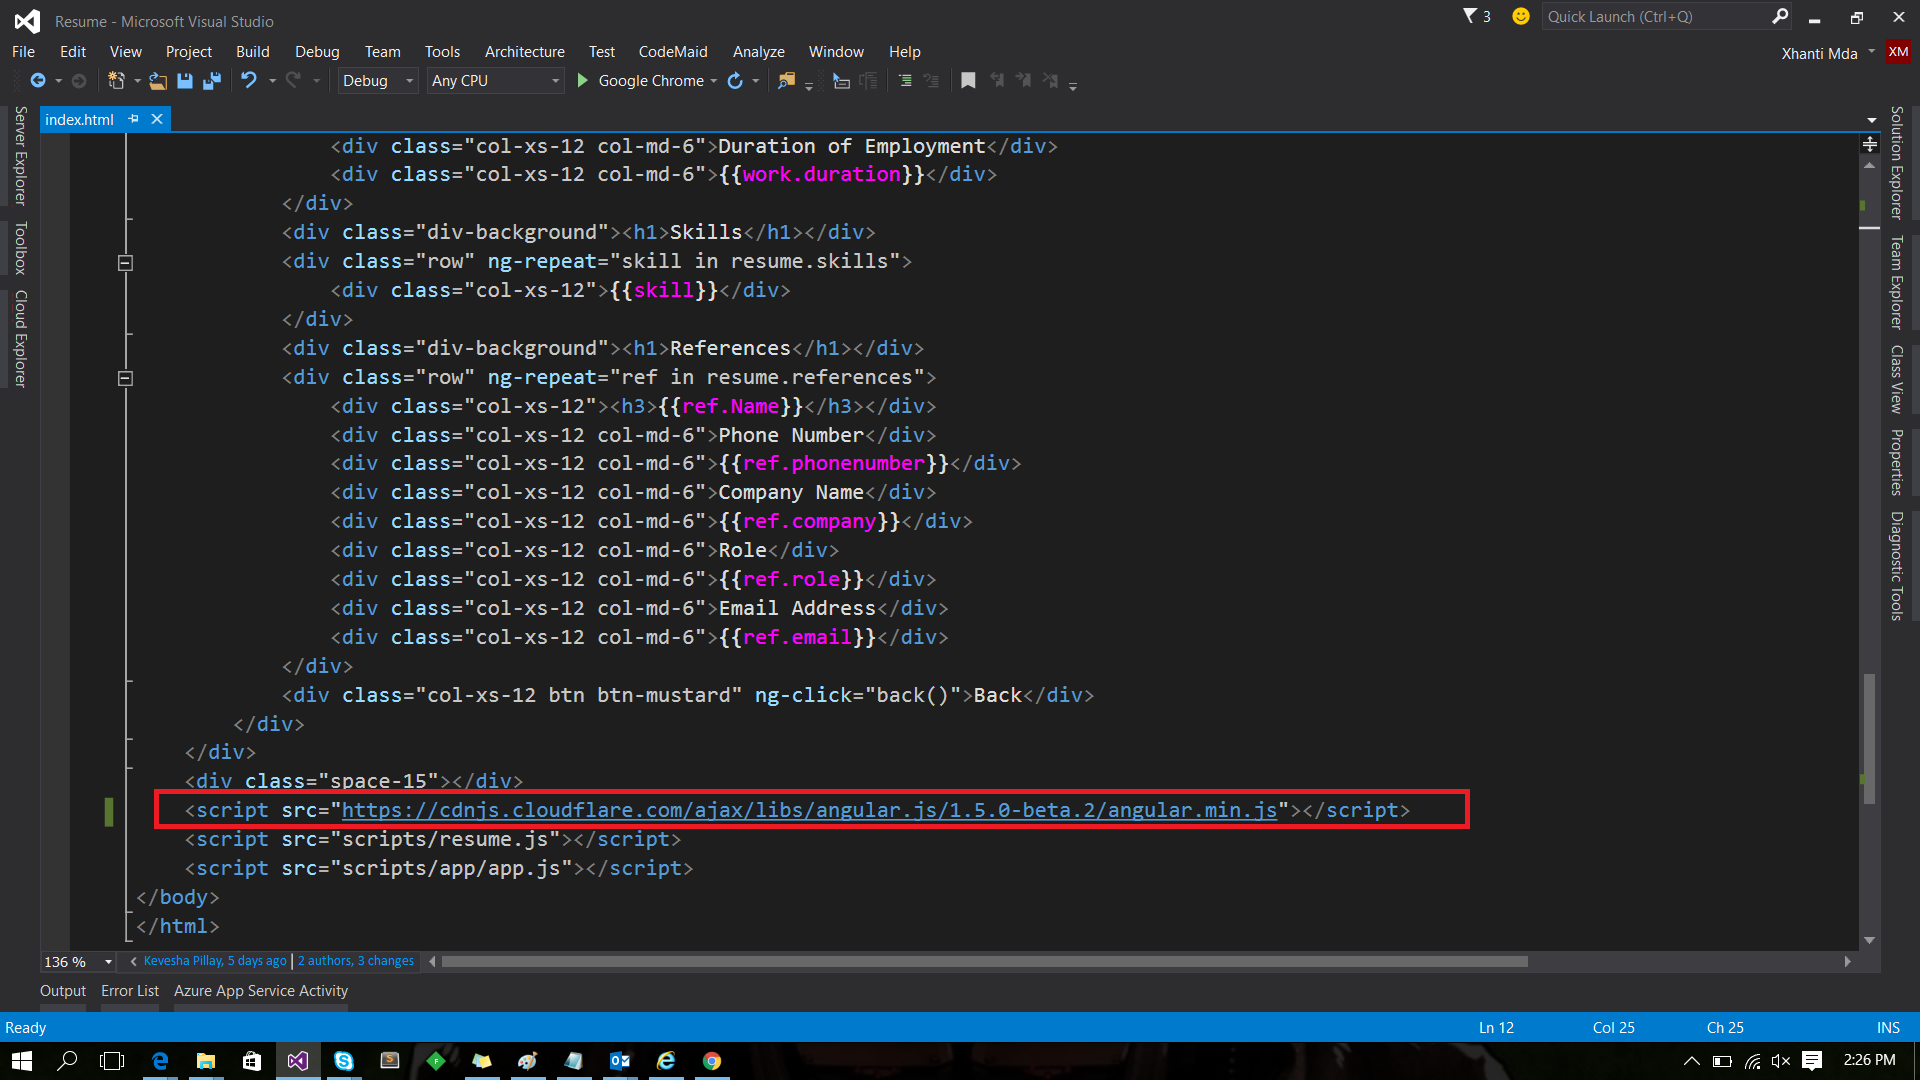 Resume - Microsoft Visual Studio
3
Quick Launch (Ctrl+Q)
File Edit View Project Build Debug Team Tools Architecture Test CodeMaid Analyze Window Help
Xhanti Mda XM
Debug Any CPU Google Chrome
index.html
Server Explorer
Toolbox
Cloud Explorer
<div class="col-xs-12 col-md-6">Duration of Employment</div>
<div class="col-xs-12 col-md-6">{{work.duration}}</div>
</div>
<div class="div-background"><h1>Skills</h1></div>
<div class="row" ng-repeat="skill in resume.skills">
<div class="col-xs-12">{{skill}}</div>
</div>
<div class="div-background"><h1>References</h1></div>
<div class="row" ng-repeat="ref in resume.references">
<div class="col-xs-12"><h3>{{ref.Name}}</h3></div>
<div class="col-xs-12 col-md-6">Phone Number</div>
<div class="col-xs-12 col-md-6">{{ref.phonenumber}}</div>
<div class="col-xs-12 col-md-6">Company Name</div>
<div class="col-xs-12 col-md-6">{{ref.company}}</div>
<div class="col-xs-12 col-md-6">Role</div>
<div class="col-xs-12 col-md-6">{{ref.role}}</div>
<div class="col-xs-12 col-md-6">Email Address</div>
<div class="col-xs-12 col-md-6">{{ref.email}}</div>
</div>
<div class="col-xs-12 btn btn-mustard" ng-click="back()">Back</div>
</div>
</div>
<div class="space-15"></div>
<script src="https://cdnjs.cloudflare.com/ajax/libs/angular.js/1.5.0-beta.2/angular.min.js"></script>
<script src="scripts/resume.js"></script>
<script src="scripts/app/app.js"></script>
</body>
</html>
Solution Explorer
Team Explorer
Class View
Properties
Diagnostic Tools
136 % Kevesha Pillay, 5 days ago | 2 authors, 3 changes
Output Error List Azure App Service Activity
Ready Ln 12 Col 25 Ch 25 INS
2:26 PM